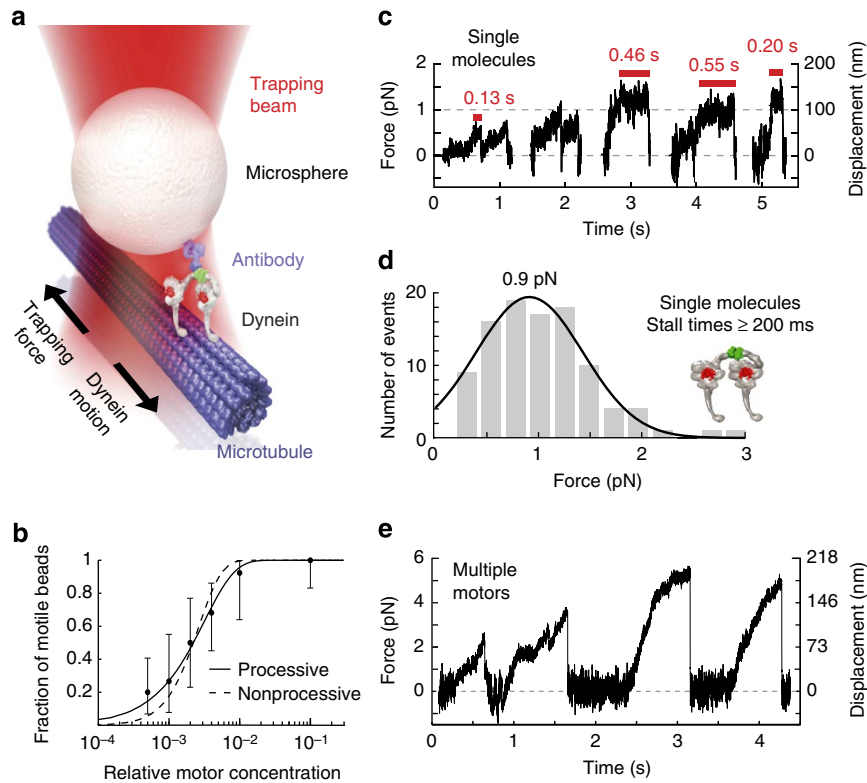 a
Trapping
beam
Microsphere
Antibody
Dynein
Trapping
force
Dynein
motion
Microtubule
b
Fraction of motile beads
1
0.8
0.6
0.4
0.2
Processive
Nonprocessive
10⁻⁴ 10⁻³ 10⁻² 10⁻¹
Relative motor concentration
c
Single
molecules
0.13 s
0.46 s
0.55 s
0.20 s
Force (pN)
2
1
0
200
100
0
Displacement (nm)
0 1 2 3 4 5
Time (s)
d
0.9 pN
Single molecules
Stall times ≥ 200 ms
Number of events
20
10
0
0 1 2 3
Force (pN)
e
Multiple
motors
Force (pN)
6
4
2
0
218
146
73
0
Displacement (nm)
0 1 2 3 4
Time (s)